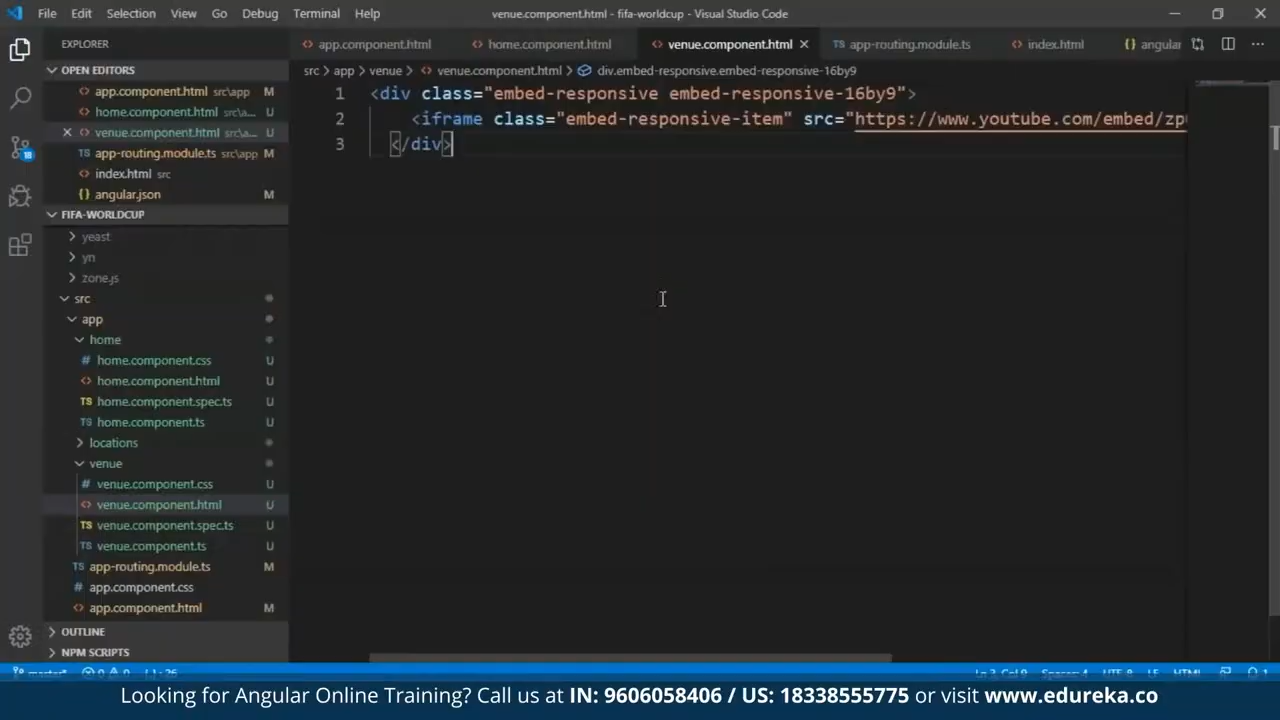 File Edit Selection View Go Debug Terminal Help venue.component.html - fifa-worldcup - Visual Studio Code
EXPLORER
app.component.html home.component.html venue.component.html app-routing.module.ts index.html angular
OPEN EDITORS
app.component.html src\app M
home.component.html src\a... U
venue.component.html src\a... U
app-routing.module.ts src\app M
index.html src
angular.json M
src > app > venue > venue.component.html > div.embed-responsive.embed-responsive-16by9
1 <div class="embed-responsive embed-responsive-16by9">
2 <iframe class="embed-responsive-item" src="https://www.youtube.com/embed/zp
3 </div>
FIFA-WORLDCUP
yeast
yn
zone.js
src
app
home
home.component.css U
home.component.html U
home.component.spec.ts U
home.component.ts U
locations
venue
venue.component.css U
venue.component.html U
venue.component.spec.ts U
venue.component.ts U
app-routing.module.ts M
app.component.css
app.component.html M
OUTLINE
NPM SCRIPTS
Looking for Angular Online Training? Call us at IN: 9606058406 / US: 18338555775 or visit www.edureka.co